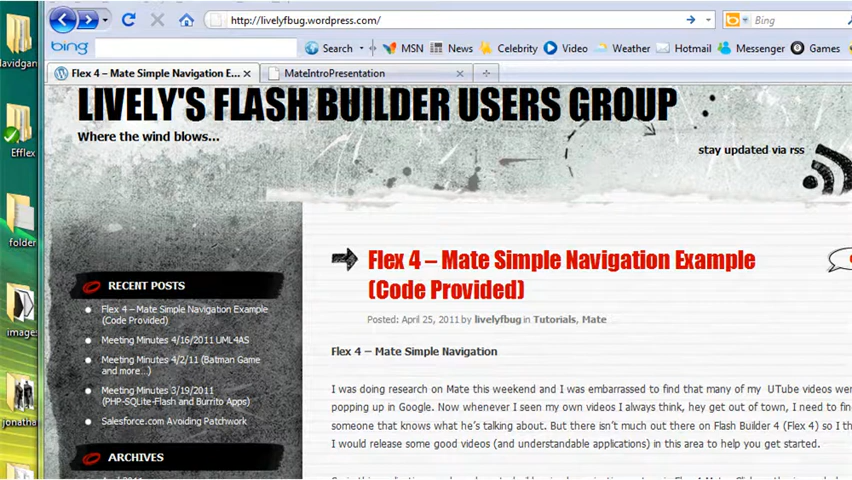 http://livelyfbug.wordpress.com/
Bing
bing
Search
MSN
News
Celebrity
Video
Weather
Hotmail
Messenger
Games
Flex 4 – Mate Simple Navigation E...
MateIntroPresentation
LIVELY'S FLASH BUILDER USERS GROUP
Where the wind blows...
stay updated via rss
Efflex
folder
images
jonatha
Flex 4 – Mate Simple Navigation Example
(Code Provided)
Posted: April 25, 2011 by livelyfbug in Tutorials, Mate
RECENT POSTS
Flex 4 – Mate Simple Navigation Example
(Code Provided)
Meeting Minutes 4/16/2011 UML4AS
Meeting Minutes 4/2/11 (Batman Game
and more...)
Meeting Minutes 3/19/2011
(PHP-SQLite-Flash and Burrito Apps)
Salesforce.com Avoiding Patchwork
ARCHIVES
Flex 4 – Mate Simple Navigation
I was doing research on Mate this weekend and I was embarrassed to find that many of my UTube videos wer
popping up in Google. Now whenever I seen my own videos I always think, hey get out of town, I need to fin
someone that knows what he's talking about. But there isn't much out there on Flash Builder 4 (Flex 4) so I th
I would release some good videos (and understandable applications) in this area to help you get started.